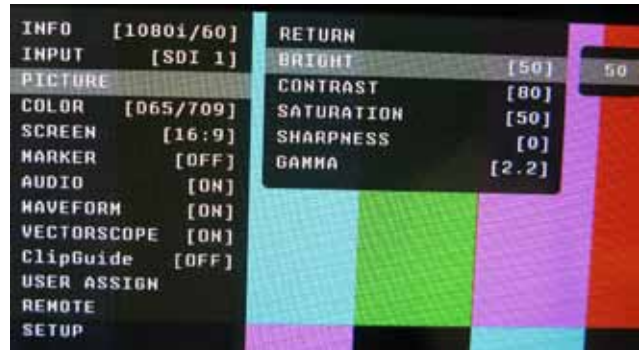 INFO [1080i/60]
INPUT [SDI 1]
PICTURE
COLOR [D65/709]
SCREEN [16:9]
MARKER [OFF]
AUDIO [ON]
WAVEFORM [ON]
VECTORSCOPE [ON]
ClipGuide [OFF]
USER ASSIGN
REMOTE
SETUP
RETURN
BRIGHT [50]
CONTRAST [80]
SATURATION [50]
SHARPNESS [0]
GAMMA [2.2]
50